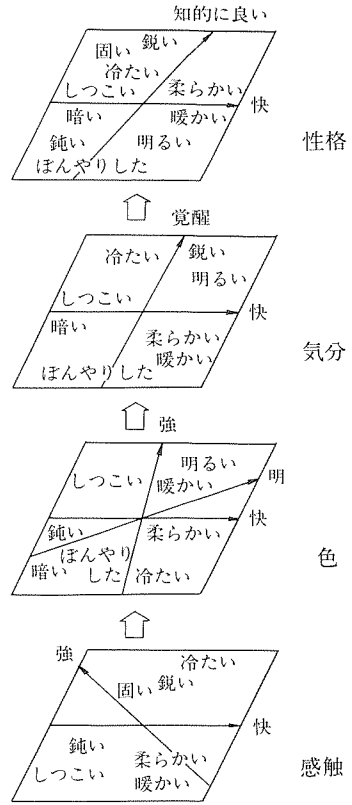 知的に良い
固い 鋭い
冷たい
しつこい 柔らかい
快
暗い 暖かい
鈍い 明るい
ぼんやりした
性格
覚醒
冷たい 鋭い
明るい
しつこい
快
暗い
柔らかい
暖かい
ぼんやりした
気分
強
明るい
しつこい 暖かい
明
快
鈍い 柔らかい
ぼんやり
暗い した 冷たい
色
強
冷たい
固い 鋭い
快
鈍い
柔らかい
しつこい
暖かい
感触